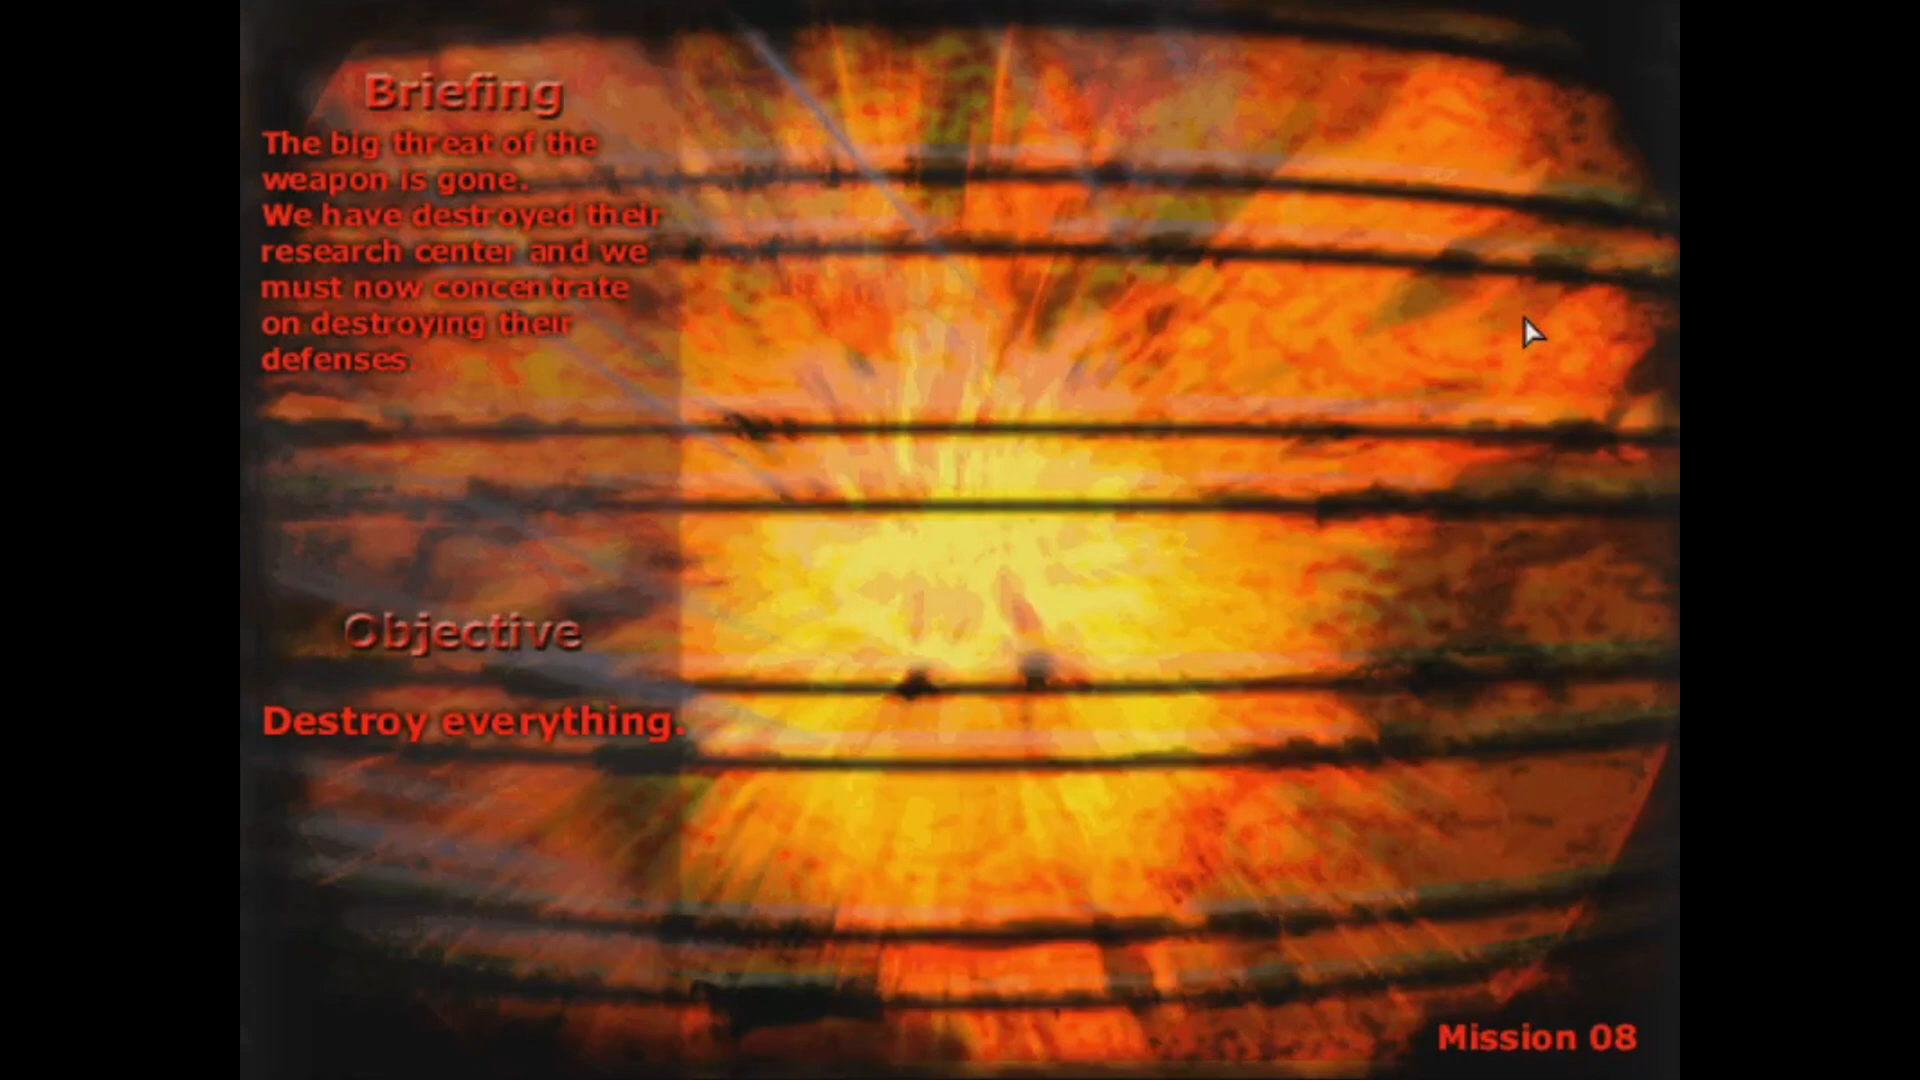 Briefing
The big threat of the
weapon is gone.
We have destroyed their
research center and we
must now concentrate
on destroying their
defenses.
Objective
Destroy everything.
Mission 08